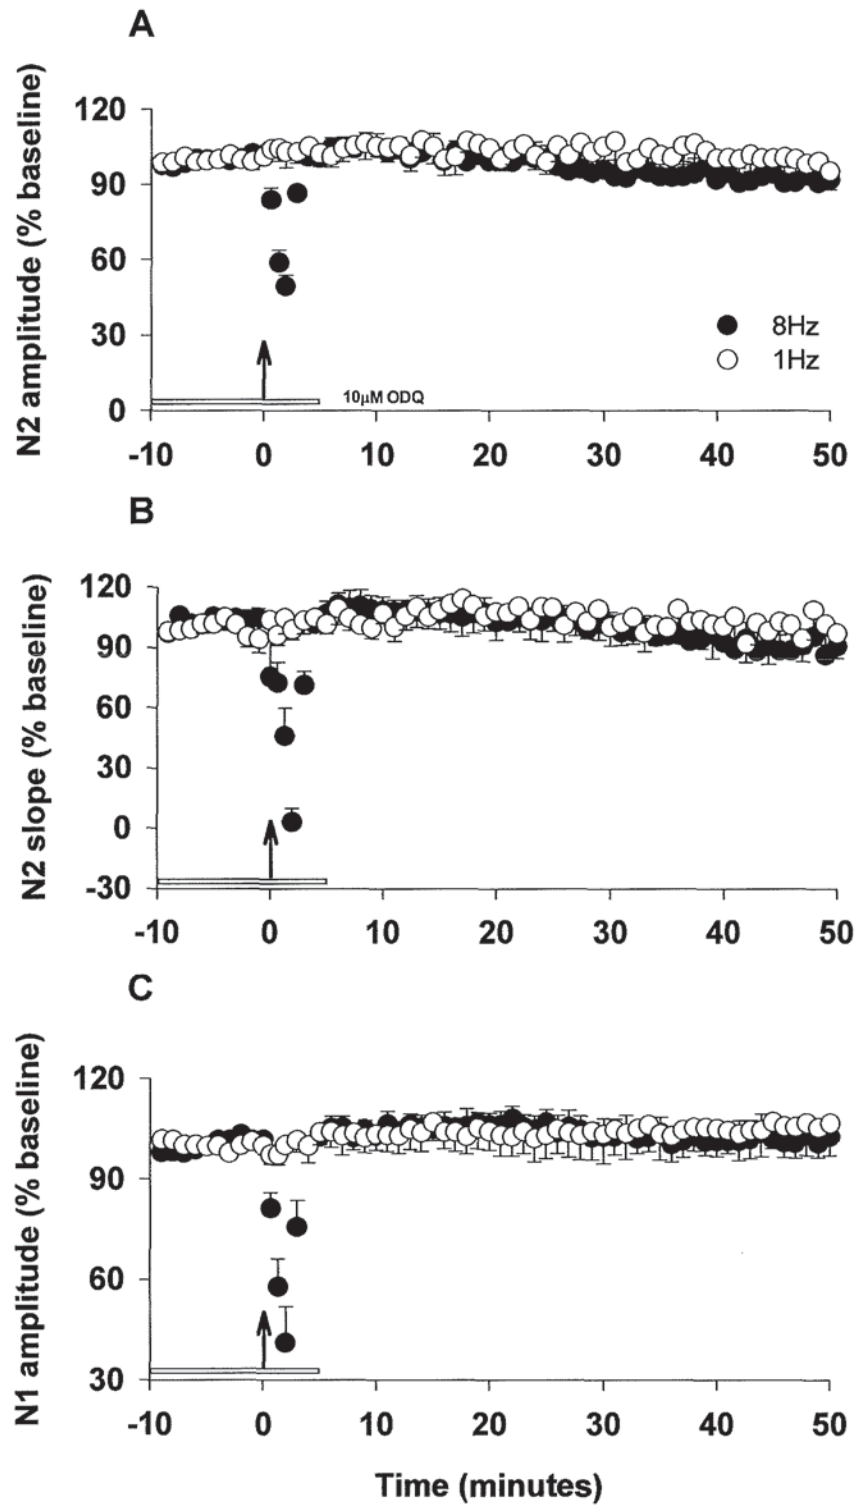 A
N2 amplitude (% baseline)
120
90
60
30
0
8Hz
1Hz
10µM ODQ
-10 0 10 20 30 40 50
B
N2 slope (% baseline)
120
90
60
30
0
-30
-10 0 10 20 30 40 50
C
N1 amplitude (% baseline)
120
90
60
30
-10 0 10 20 30 40 50
Time (minutes)